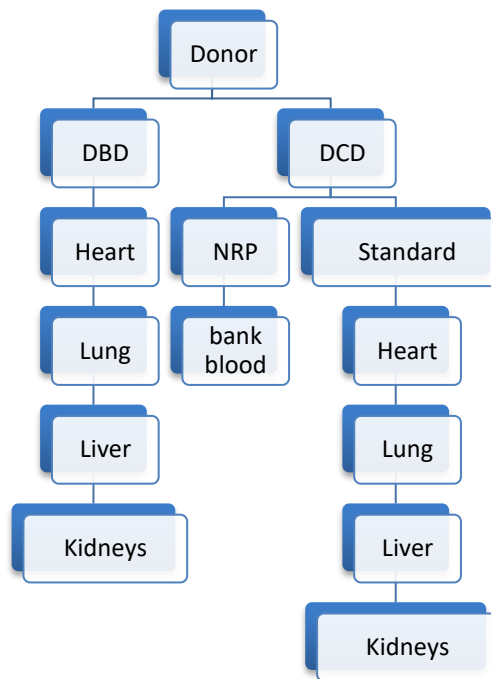 Donor
DBD
DCD
Heart
NRP
Standard
Lung
bank
blood
Heart
Liver
Lung
Kidneys
Liver
Kidneys